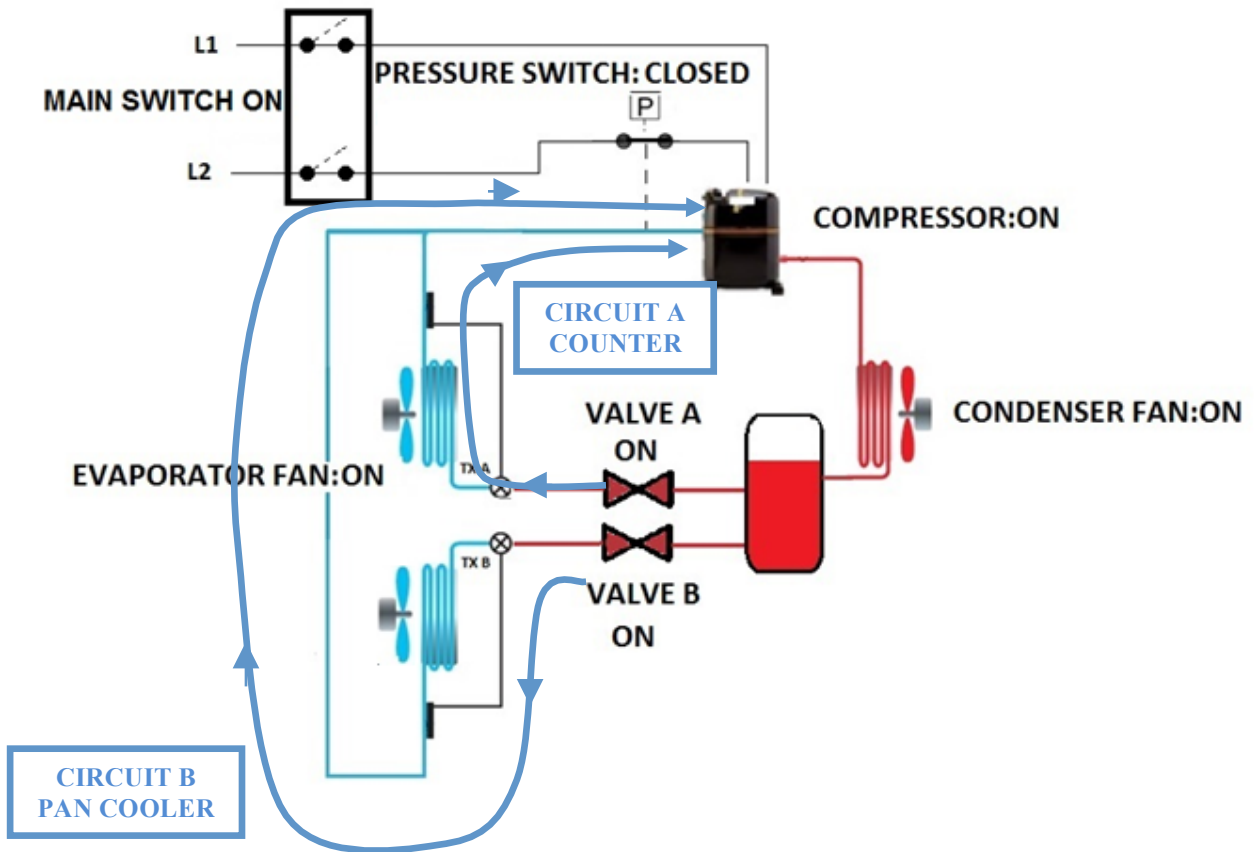 L1
PRESSURE SWITCH: CLOSED
MAIN SWITCH ON
P
L2
COMPRESSOR:ON
CIRCUIT A
COUNTER
VALVE A
ON
CONDENSER FAN:ON
EVAPORATOR FAN:ON
TX A
TX B
VALVE B
ON
CIRCUIT B
PAN COOLER